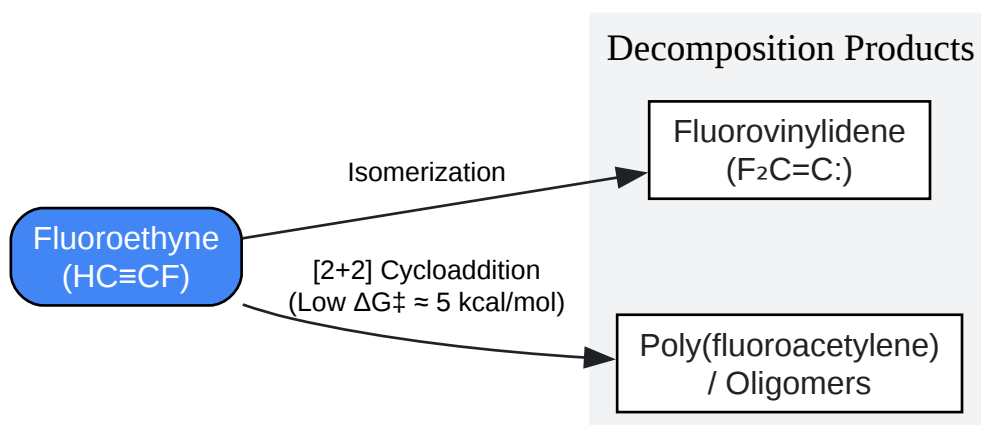 Decomposition Products
Fluorovinylidene
(F₂C=C:)
Isomerization
Fluoroethyne
(HC≡CF)
[2+2] Cycloaddition
(Low ΔG‡ ≈ 5 kcal/mol)
Poly(fluoroacetylene)
/ Oligomers